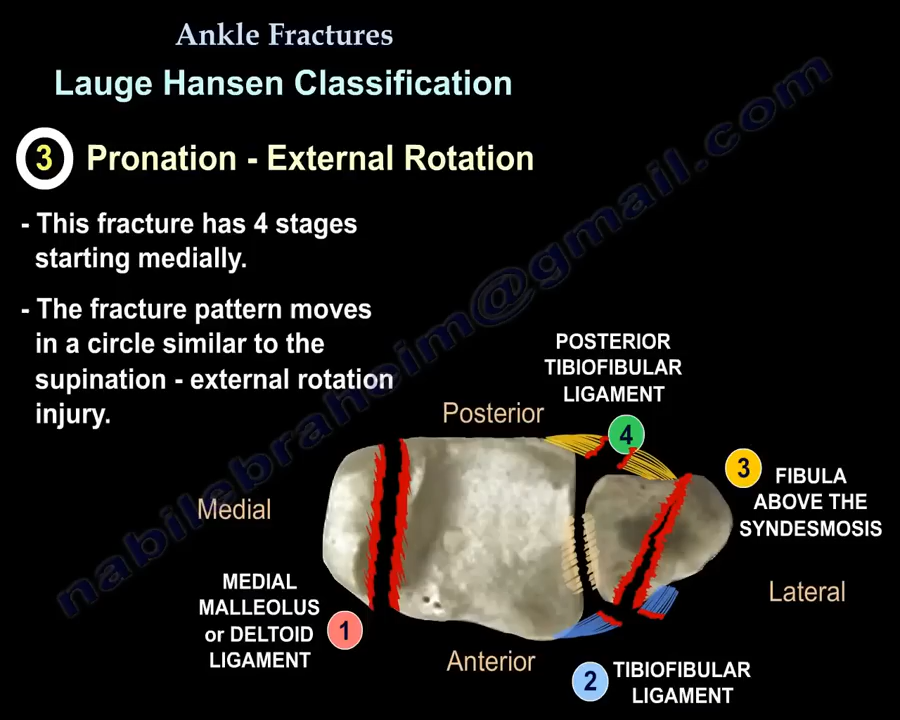 Ankle Fractures
Lauge Hansen Classification
3 Pronation - External Rotation
- This fracture has 4 stages
starting medially.
- The fracture pattern moves
in a circle similar to the
supination - external rotation
injury.
POSTERIOR
TIBIOFIBULAR
LIGAMENT
4
Posterior
3
FIBULA
ABOVE THE
SYNDESMOSIS
Medial
Lateral
MEDIAL
MALLEOLUS
or DELTOID
LIGAMENT
1
Anterior
2
TIBIOFIBULAR
LIGAMENT
nabilebraheim@gmail.com